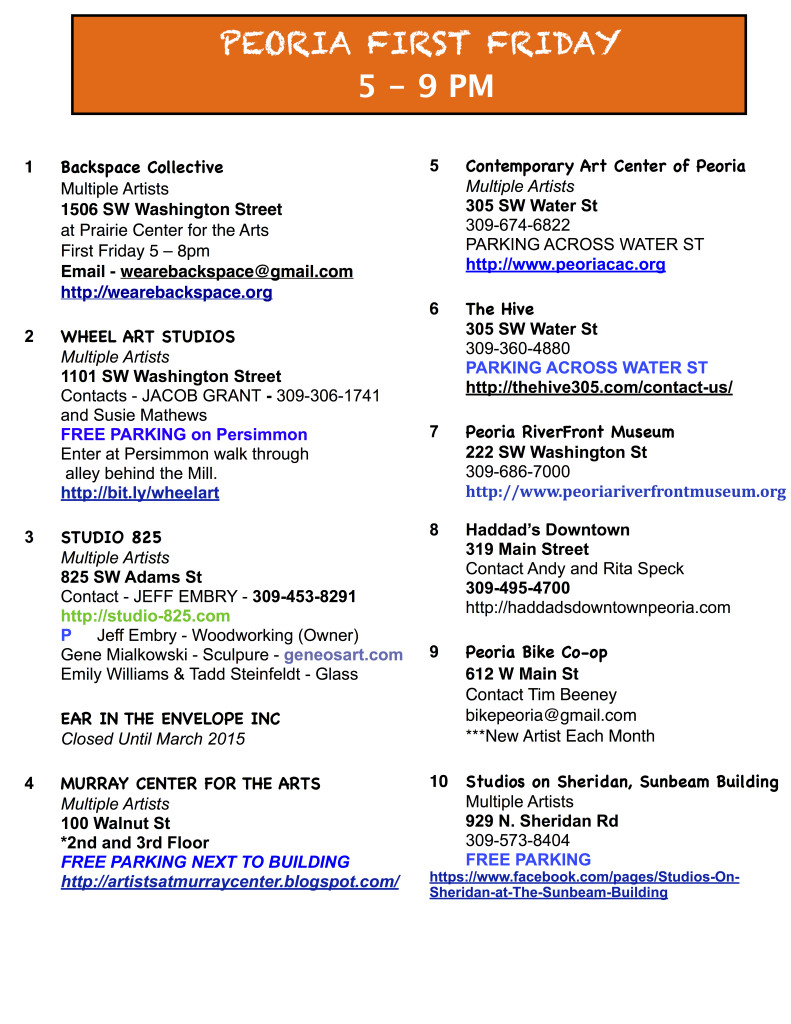 PEORIA FIRST FRIDAY
5 – 9 PM
1 Backspace Collective
Multiple Artists
1506 SW Washington Street
at Prairie Center for the Arts
First Friday 5 – 8pm
Email - wearebackspace@gmail.com
http://wearebackspace.org
2 WHEEL ART STUDIOS
Multiple Artists
1101 SW Washington Street
Contacts - JACOB GRANT - 309-306-1741
and Susie Mathews
FREE PARKING on Persimmon
Enter at Persimmon walk through
alley behind the Mill.
http://bit.ly/wheelart
3 STUDIO 825
Multiple Artists
825 SW Adams St
Contact - JEFF EMBRY - 309-453-8291
http://studio-825.com
P Jeff Embry - Woodworking (Owner)
Gene Mialkowski - Sculpure - geneosart.com
Emily Williams & Tadd Steinfeldt - Glass
EAR IN THE ENVELOPE INC
Closed Until March 2015
4 MURRAY CENTER FOR THE ARTS
Multiple Artists
100 Walnut St
*2nd and 3rd Floor
FREE PARKING NEXT TO BUILDING
http://artistsatmurraycenter.blogspot.com/
5 Contemporary Art Center of Peoria
Multiple Artists
305 SW Water St
309-674-6822
PARKING ACROSS WATER ST
http://www.peoriacac.org
6 The Hive
305 SW Water St
309-360-4880
PARKING ACROSS WATER ST
http://thehive305.com/contact-us/
7 Peoria RiverFront Museum
222 SW Washington St
309-686-7000
http://www.peoriariverfrontmuseum.org
8 Haddad's Downtown
319 Main Street
Contact Andy and Rita Speck
309-495-4700
http://haddadsdowntownpeoria.com
9 Peoria Bike Co-op
612 W Main St
Contact Tim Beeney
bikepeoria@gmail.com
***New Artist Each Month
10 Studios on Sheridan, Sunbeam Building
Multiple Artists
929 N. Sheridan Rd
309-573-8404
FREE PARKING
https://www.facebook.com/pages/Studios-On-
Sheridan-at-The-Sunbeam-Building